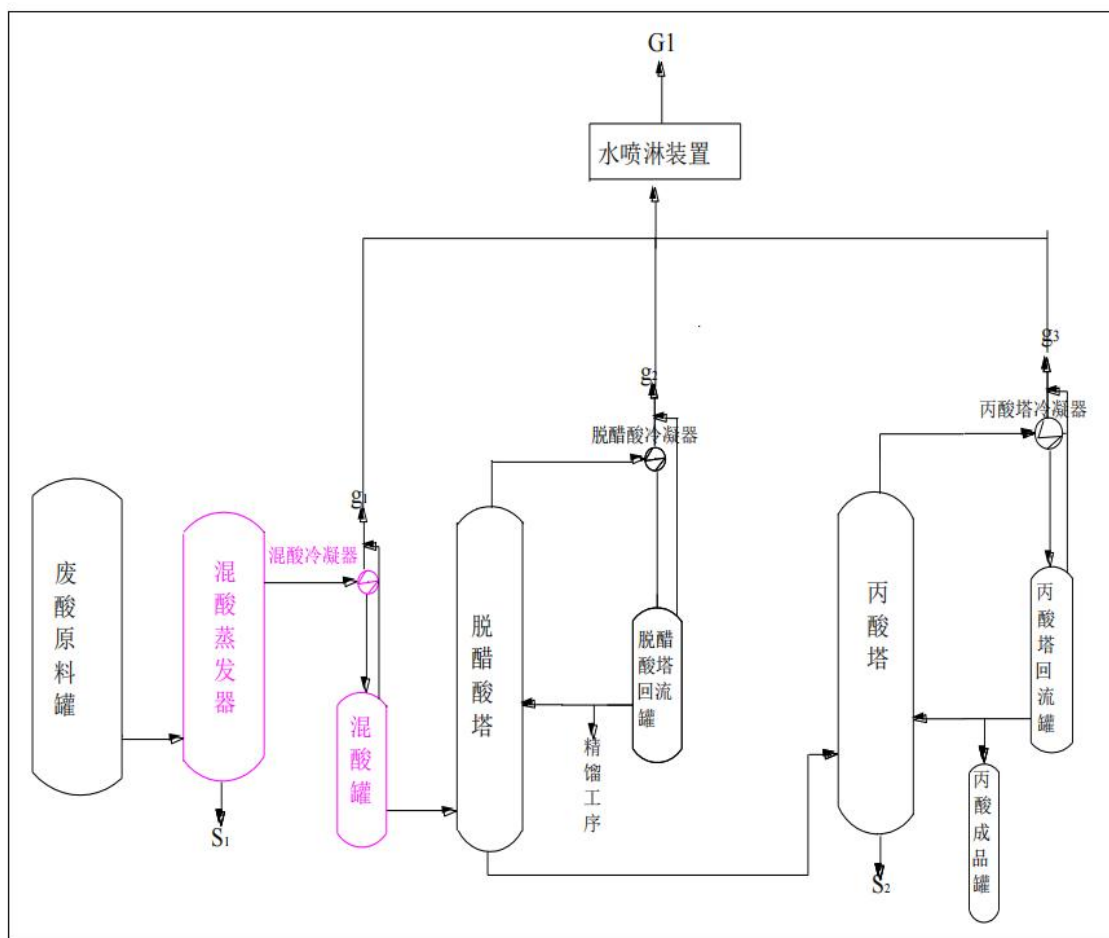 G1
水喷淋装置
g3
丙酸塔冷凝器
g2
脱醋酸冷凝器
g1
混酸冷凝器
废酸原料罐
混酸蒸发器
混酸罐
脱醋酸塔
脱醋
酸塔
回流
罐
精馏工序
丙酸塔
丙酸塔回流罐
丙酸成品罐
S1
S2